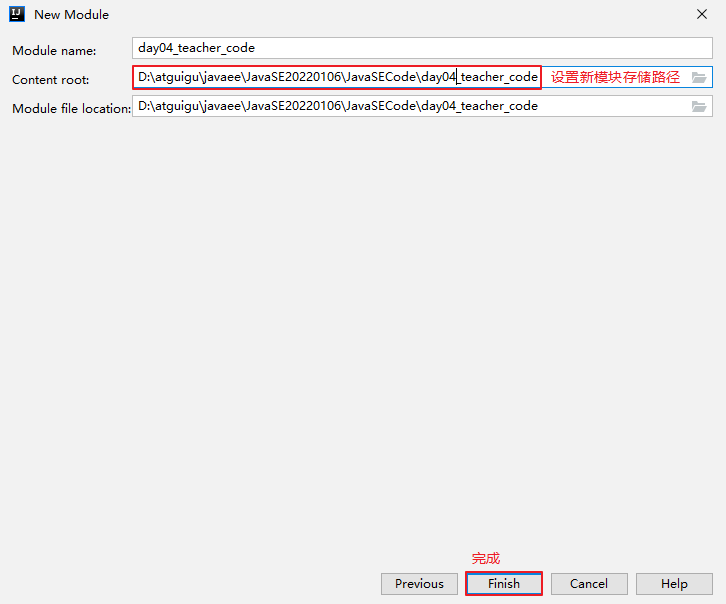 New Module
Module name: day04_teacher_code
Content root: D:\atguigu\javaee\JavaSE20220106\JavaSECode\day04_teacher_code 设置新模块存储路径
Module file location: D:\atguigu\javaee\JavaSE20220106\JavaSECode\day04_teacher_code
完成
Previous Finish Cancel Help